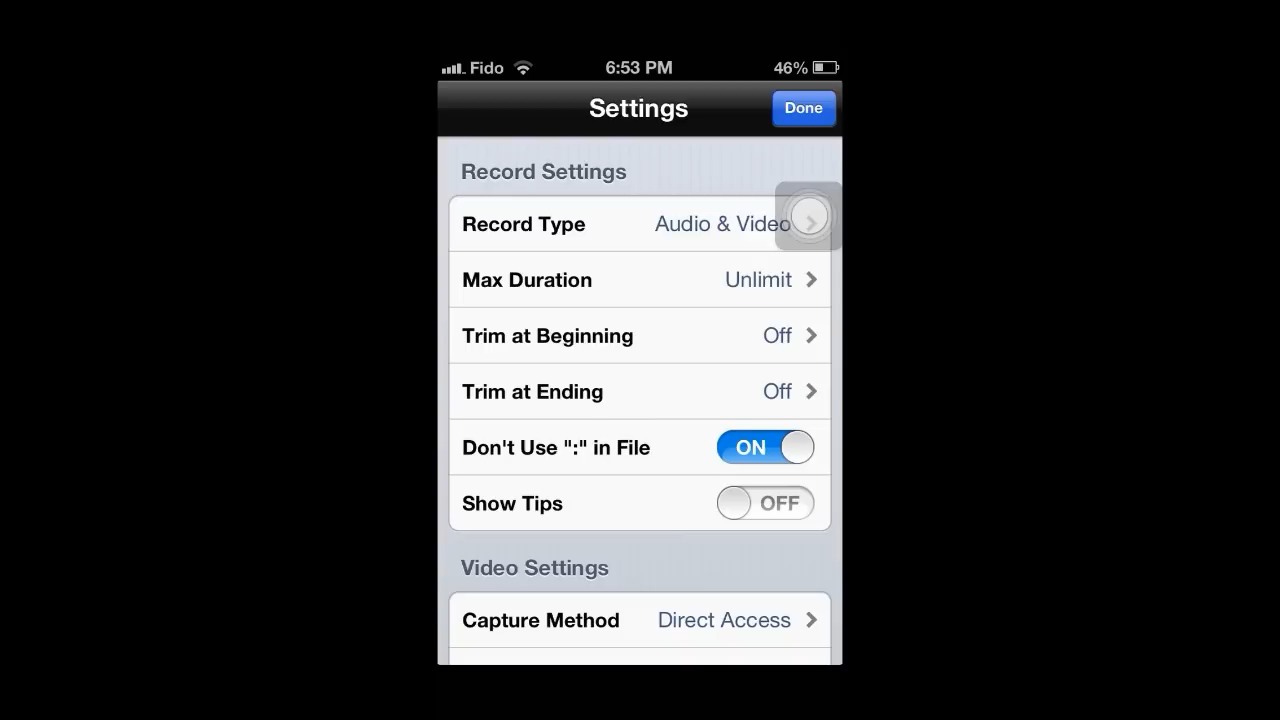 Fido 6:53 PM 46%
Settings Done
Record Settings
Record Type Audio & Video
Max Duration Unlimit
Trim at Beginning Off
Trim at Ending Off
Don't Use ":" in File ON
Show Tips OFF
Video Settings
Capture Method Direct Access